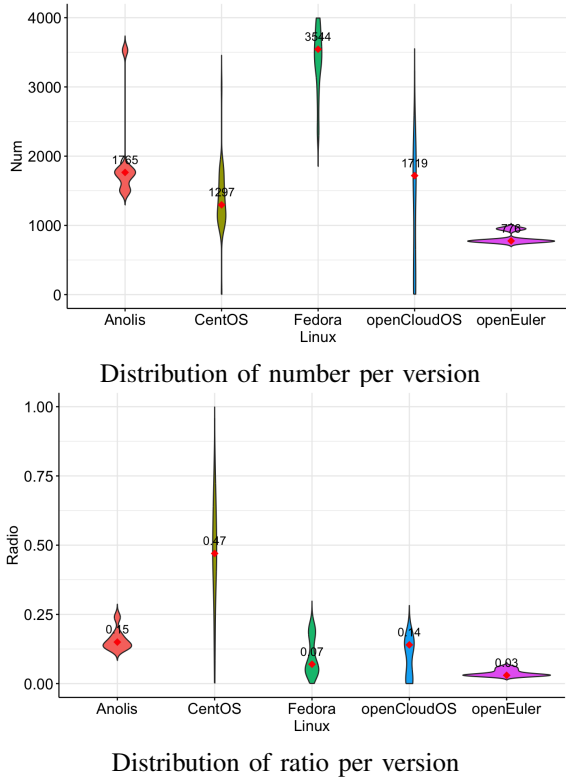 4000
3544
3000
Num
2000
1765
1719
1297
1000
776
0
Anolis CentOS Fedora openCloudOS openEuler
Linux
Distribution of number per version
1.00
0.75
Radio
0.50
0.47
0.25
0.15
0.14
0.07
0.03
0.00
Anolis CentOS Fedora openCloudOS openEuler
Linux
Distribution of ratio per version